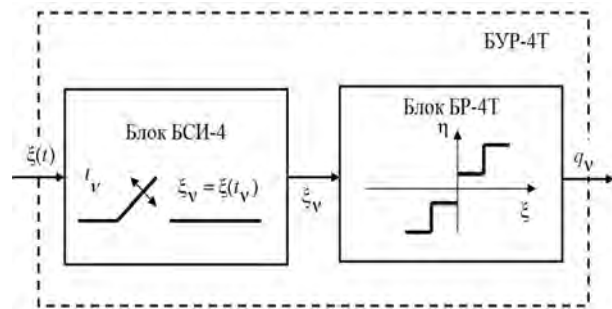 БУР-4Т
Блок БСИ-4
Блок БР-4Т
η
ξ(t)
t_ν
ξ_ν = ξ(t_ν)
ξ_ν
ξ
q_ν